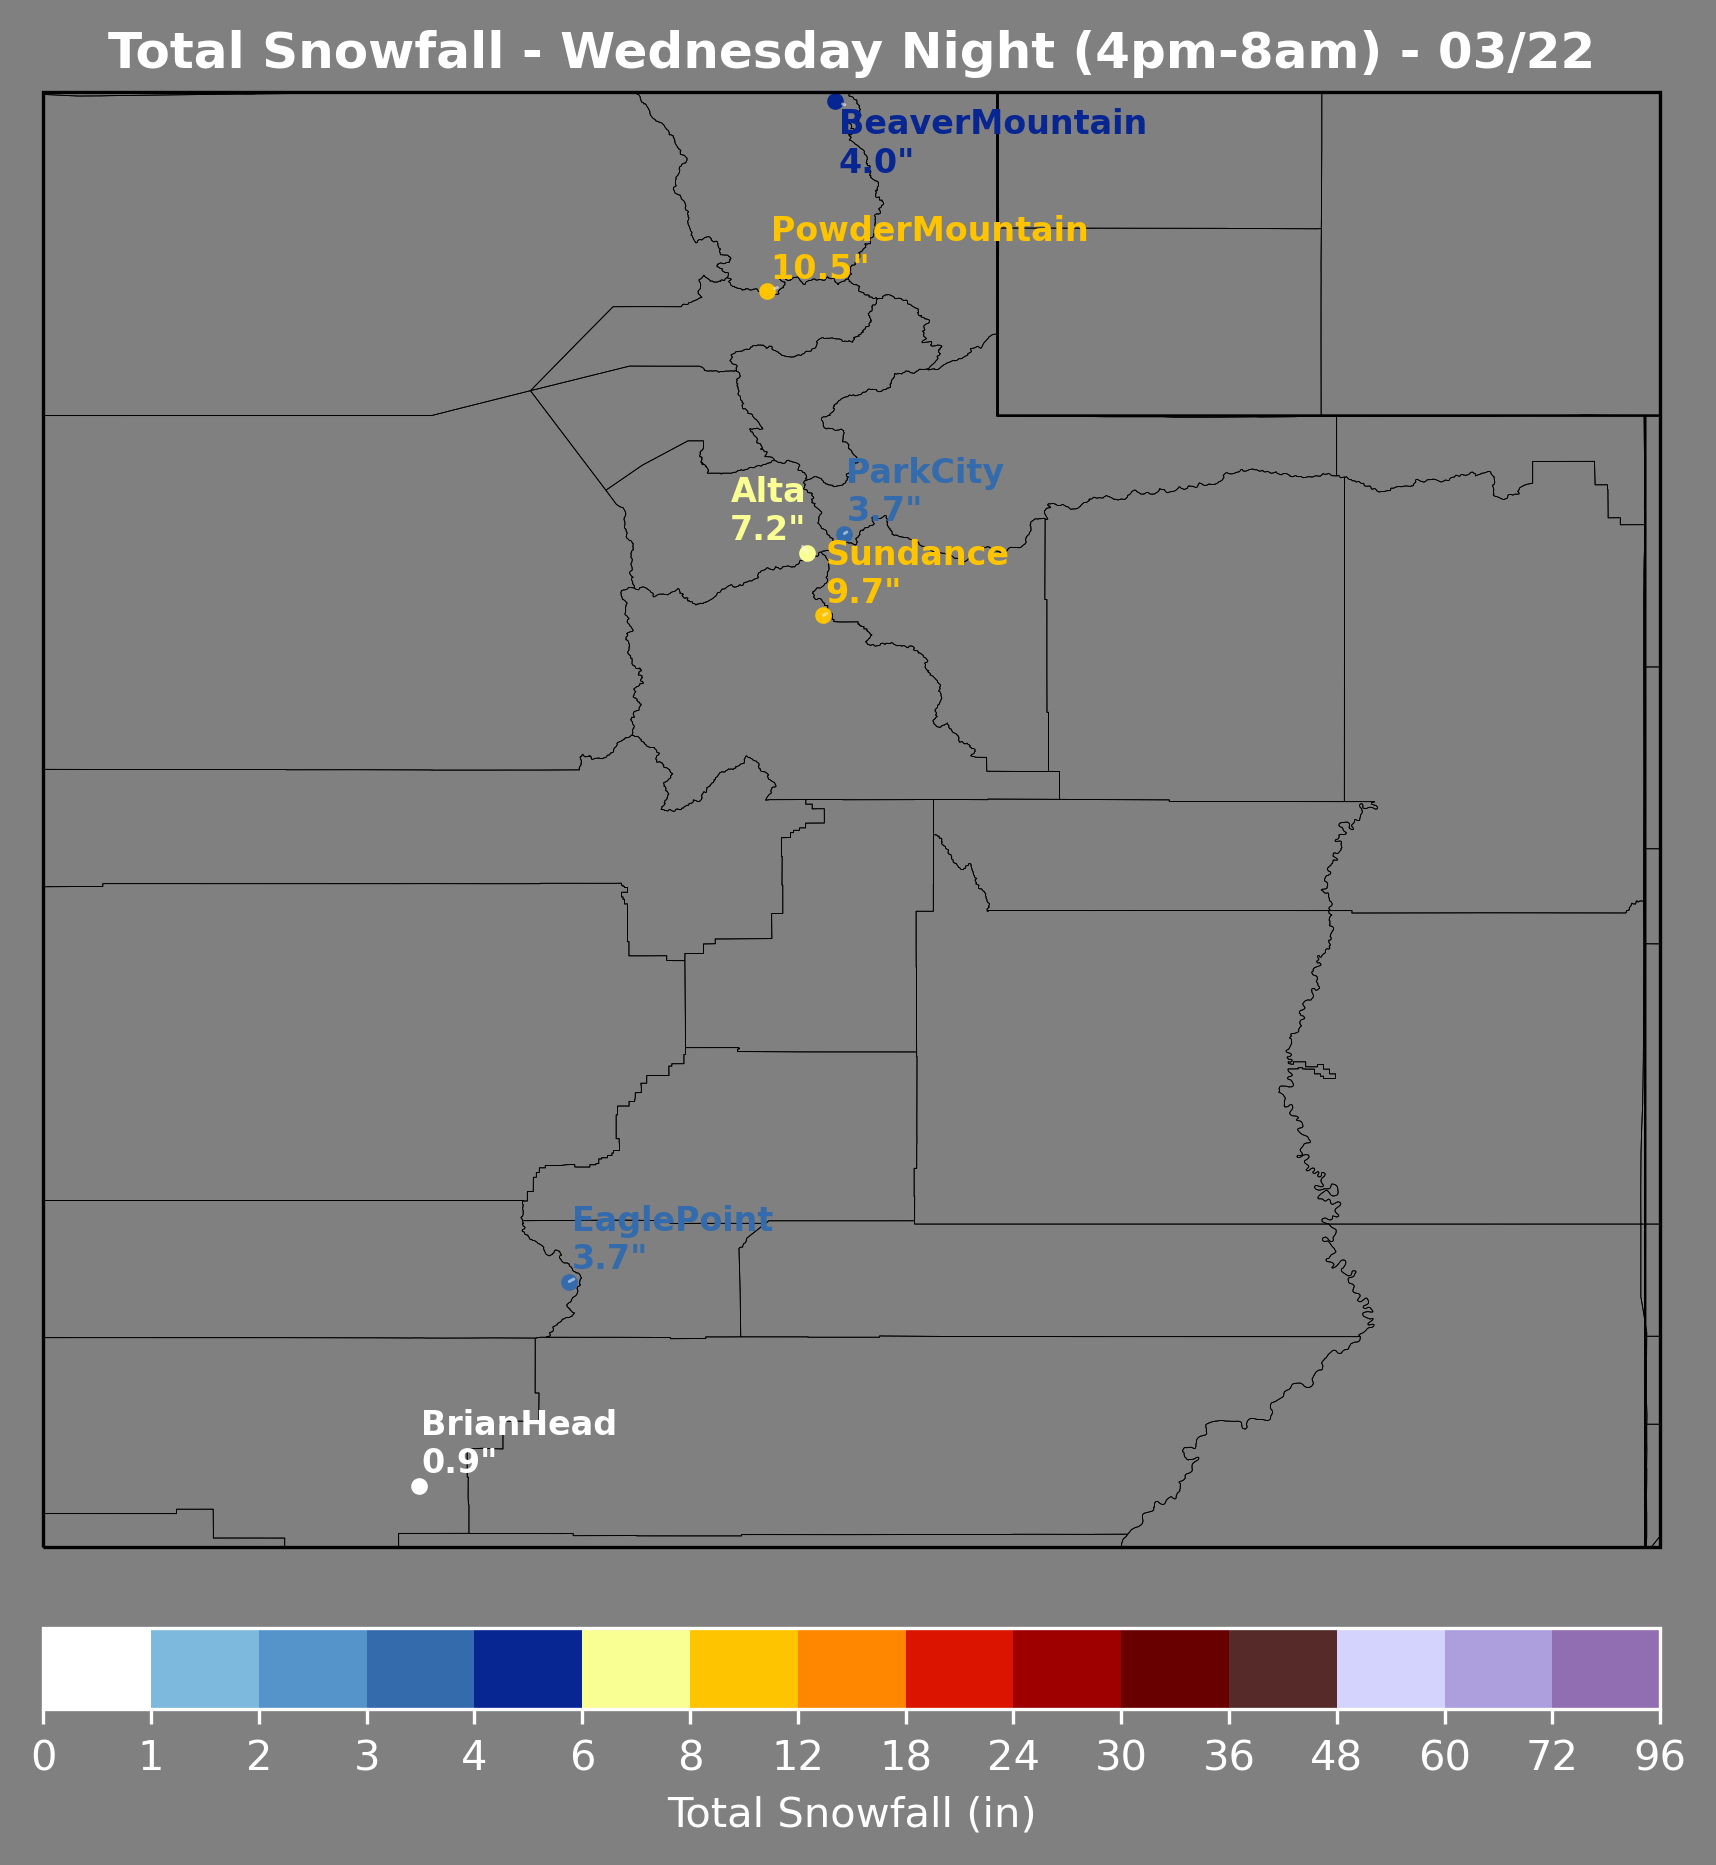 Total Snowfall - Wednesday Night (4pm-8am) - 03/22
BeaverMountain
4.0"
PowderMountain
10.5"
ParkCity
3.7"
Alta
7.2"
Sundance
9.7"
EaglePoint
3.7"
BrianHead
0.9"
0 1 2 3 4 6 8 12 18 24 30 36 48 60 72 96
Total Snowfall (in)